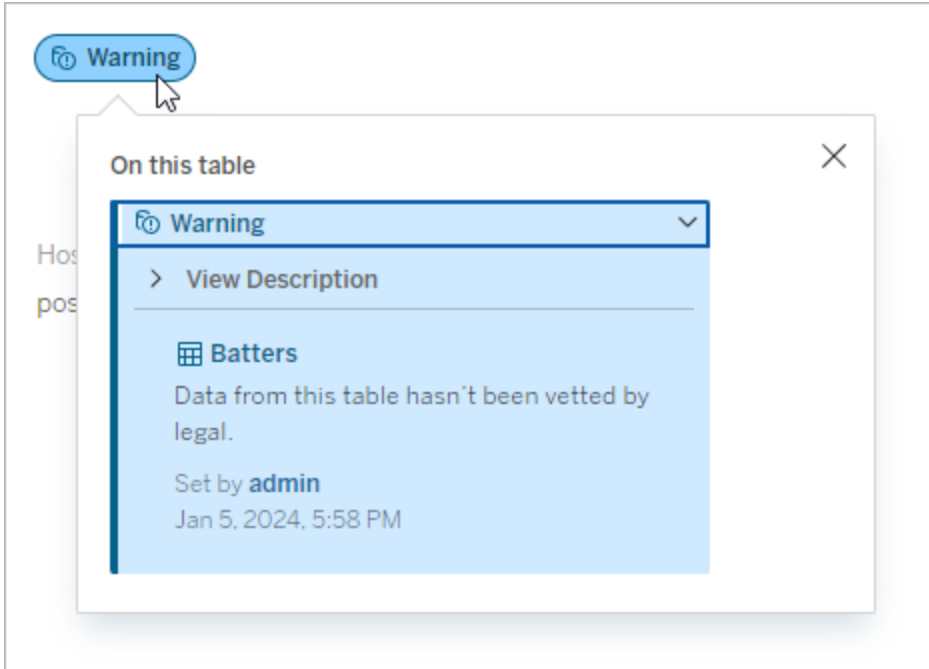 Warning
On this table
Warning
View Description
Batters
Data from this table hasn't been vetted by
legal.
Set by admin
Jan 5, 2024, 5:58 PM